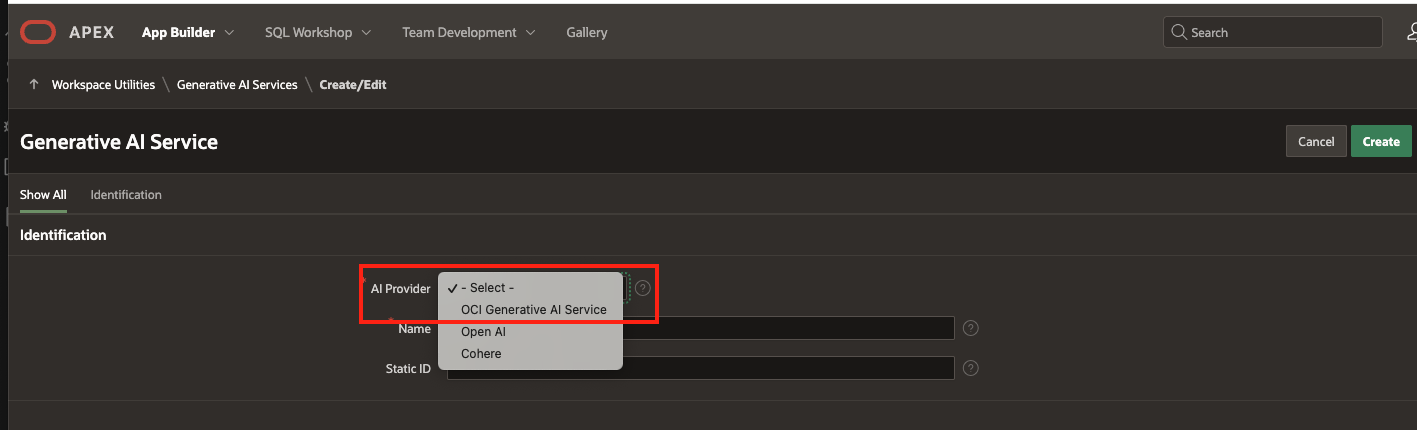 APEX App Builder SQL Workshop Team Development Gallery Search
Workspace Utilities \ Generative AI Services \ Create/Edit
Generative AI Service Cancel Create
Show All Identification
Identification
AI Provider - Select -
OCI Generative AI Service
Name Open AI
Cohere
Static ID